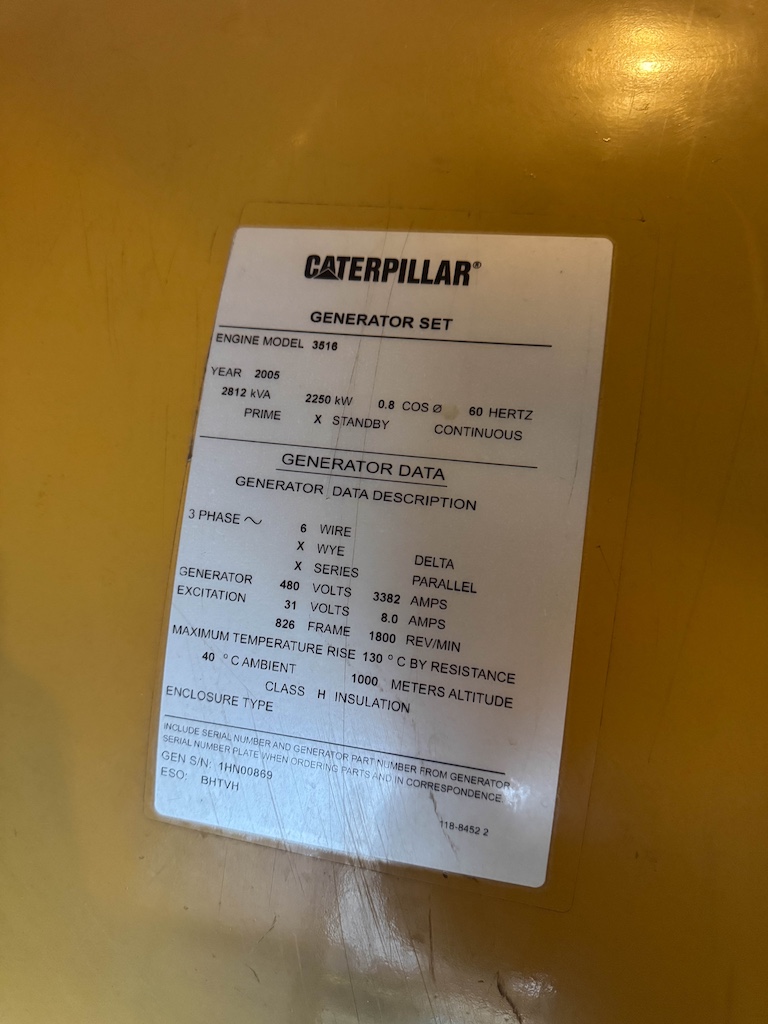 CATERPILLAR®
GENERATOR SET
ENGINE MODEL 3516
YEAR 2005
2812 kVA 2250 kW 0.8 COS Ø 60 HERTZ
PRIME X STANDBY CONTINUOUS
GENERATOR DATA
GENERATOR DATA DESCRIPTION
3 PHASE ~ 6 WIRE
X WYE DELTA
X SERIES PARALLEL
GENERATOR 480 VOLTS 3382 AMPS
EXCITATION 31 VOLTS 8.0 AMPS
826 FRAME 1800 REV/MIN
MAXIMUM TEMPERATURE RISE 130 °C BY RESISTANCE
40 °C AMBIENT 1000 METERS ALTITUDE
CLASS H INSULATION
ENCLOSURE TYPE
INCLUDE SERIAL NUMBER AND GENERATOR PART NUMBER FROM GENERATOR
SERIAL NUMBER PLATE WHEN ORDERING PARTS AND IN CORRESPONDENCE.
GEN S/N: 1HN00869
ESO: BHTVH
118-8452 2